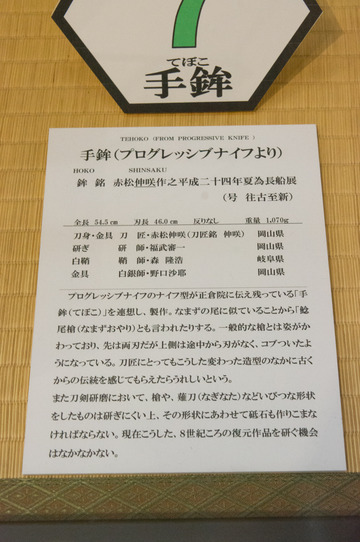 7
てぼこ
手鉾
TEHOKO (FROM PROGRESSIVE KNIFE )
手鉾(プログレッシブナイフより)
HOKO SHINSAKU
鉾 銘 赤松伸咲作之平成二十四年夏為長船展
(号 往古至新)
全長 54.5㎝ 刃長 46.0㎝ 反りなし 重量 1,070g
刀身・金具 刀 匠・赤松伸咲(刀匠銘 伸咲) 岡山県
研ぎ 研 師・福武審一 岡山県
白鞘 鞘 師・森 隆浩 岐阜県
金具 白銀師・野口沙耶 岡山県
プログレッシブナイフのナイフ型が正倉院に伝え残っている「手
鉾(てぼこ)」を連想し、製作。なまずの尾に似ていることから「鯰
尾槍(なまずおやり)とも言われたりする。一般的な槍とは姿がか
わっており、先は両刃だが上側は途中から刃がなく、コブついたよ
うになっている。刀匠にとってもこうした変わった造型のなかに古く
からの伝統を感じてもらえたらうれしいという。
また刀剣研磨において、槍や、薙刀(なぎなた)などいびつな形状
をしたものは研ぎにくい上、その形状にあわせて砥石も作りこまな
ければならない。現在こうした、8世紀ころの復元作品を研ぐ機会
はなかなかない。